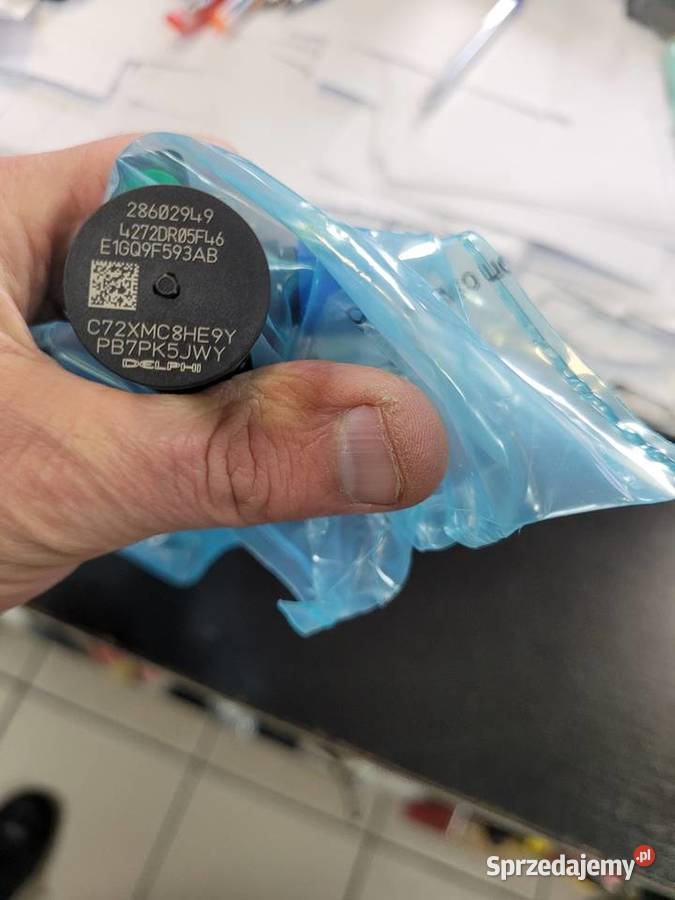 28602949
4272DR05F46
E1GQ9F593AB
C72XMC8HE9Y
PB7PK5JWY
DELPHI
Sprzedajemy.pl